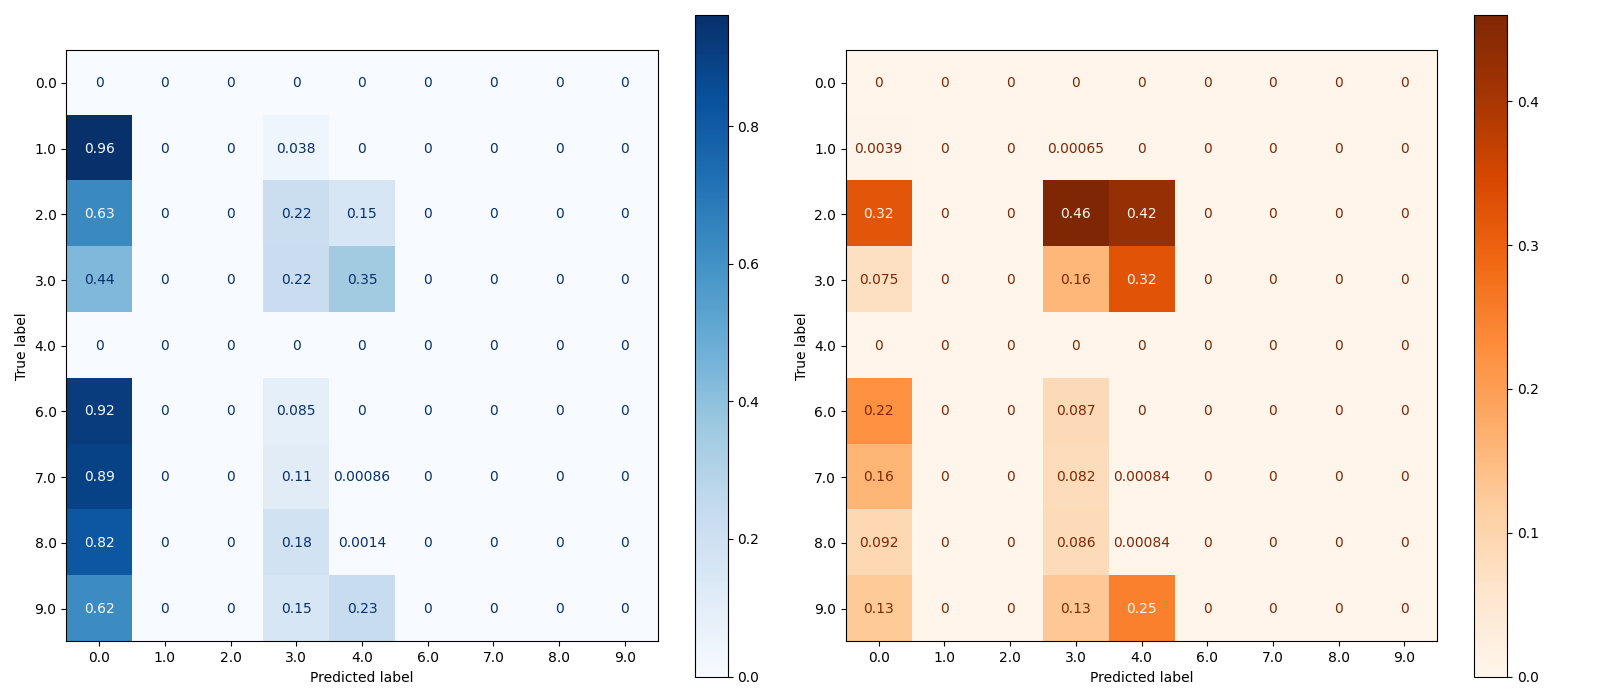 0.0 0 0 0 0 0 0 0 0 0
1.0 0.96 0 0 0.038 0 0 0 0 0
2.0 0.63 0 0 0.22 0.15 0 0 0 0
3.0 0.44 0 0 0.22 0.35 0 0 0 0
4.0 0 0 0 0 0 0 0 0 0
6.0 0.92 0 0 0.085 0 0 0 0 0
7.0 0.89 0 0 0.11 0.00086 0 0 0 0
8.0 0.82 0 0 0.18 0.0014 0 0 0 0
9.0 0.62 0 0 0.15 0.23 0 0 0 0
0.0 1.0 2.0 3.0 4.0 6.0 7.0 8.0 9.0
Predicted label
True label
0.8
0.6
0.4
0.2
0.0
0.0 0 0 0 0 0 0 0 0 0
1.0 0.0039 0 0 0.00065 0 0 0 0 0
2.0 0.32 0 0 0.46 0.42 0 0 0 0
3.0 0.075 0 0 0.16 0.32 0 0 0 0
4.0 0 0 0 0 0 0 0 0 0
6.0 0.22 0 0 0.087 0 0 0 0 0
7.0 0.16 0 0 0.082 0.00084 0 0 0 0
8.0 0.092 0 0 0.086 0.00084 0 0 0 0
9.0 0.13 0 0 0.13 0.25 0 0 0 0
0.0 1.0 2.0 3.0 4.0 6.0 7.0 8.0 9.0
Predicted label
True label
0.4
0.3
0.2
0.1
0.0